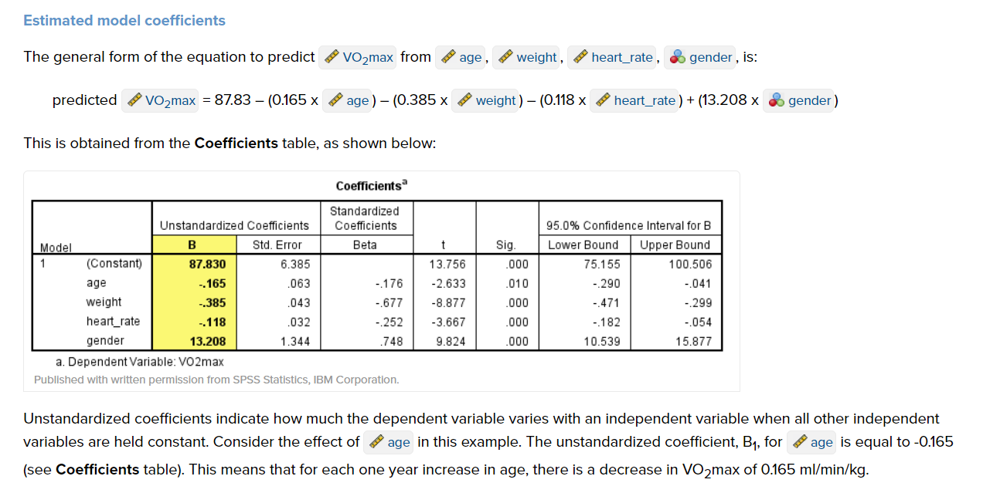 Estimated model coefficients
The general form of the equation to predict VO₂max from age, weight, heart_rate, gender, is:
predicted VO₂max = 87.83 – (0.165 x age) – (0.385 x weight) – (0.118 x heart_rate) + (13.208 x gender)
This is obtained from the Coefficients table, as shown below:
Coefficientsᵃ
Model Unstandardized Coefficients Standardized Coefficients t Sig. 95.0% Confidence Interval for B
B Std. Error Beta Lower Bound Upper Bound
1 (Constant) 87.830 6.385 13.756 .000 75.155 100.506
age -.165 .063 -.176 -2.633 .010 -.290 -.041
weight -.385 .043 -.677 -8.877 .000 -.471 -.299
heart_rate -.118 .032 -.252 -3.667 .000 -.182 -.054
gender 13.208 1.344 .748 9.824 .000 10.539 15.877
a. Dependent Variable: VO2max
Published with written permission from SPSS Statistics, IBM Corporation.
Unstandardized coefficients indicate how much the dependent variable varies with an independent variable when all other independent
variables are held constant. Consider the effect of age in this example. The unstandardized coefficient, B₁, for age is equal to -0.165
(see Coefficients table). This means that for each one year increase in age, there is a decrease in VO₂max of 0.165 ml/min/kg.